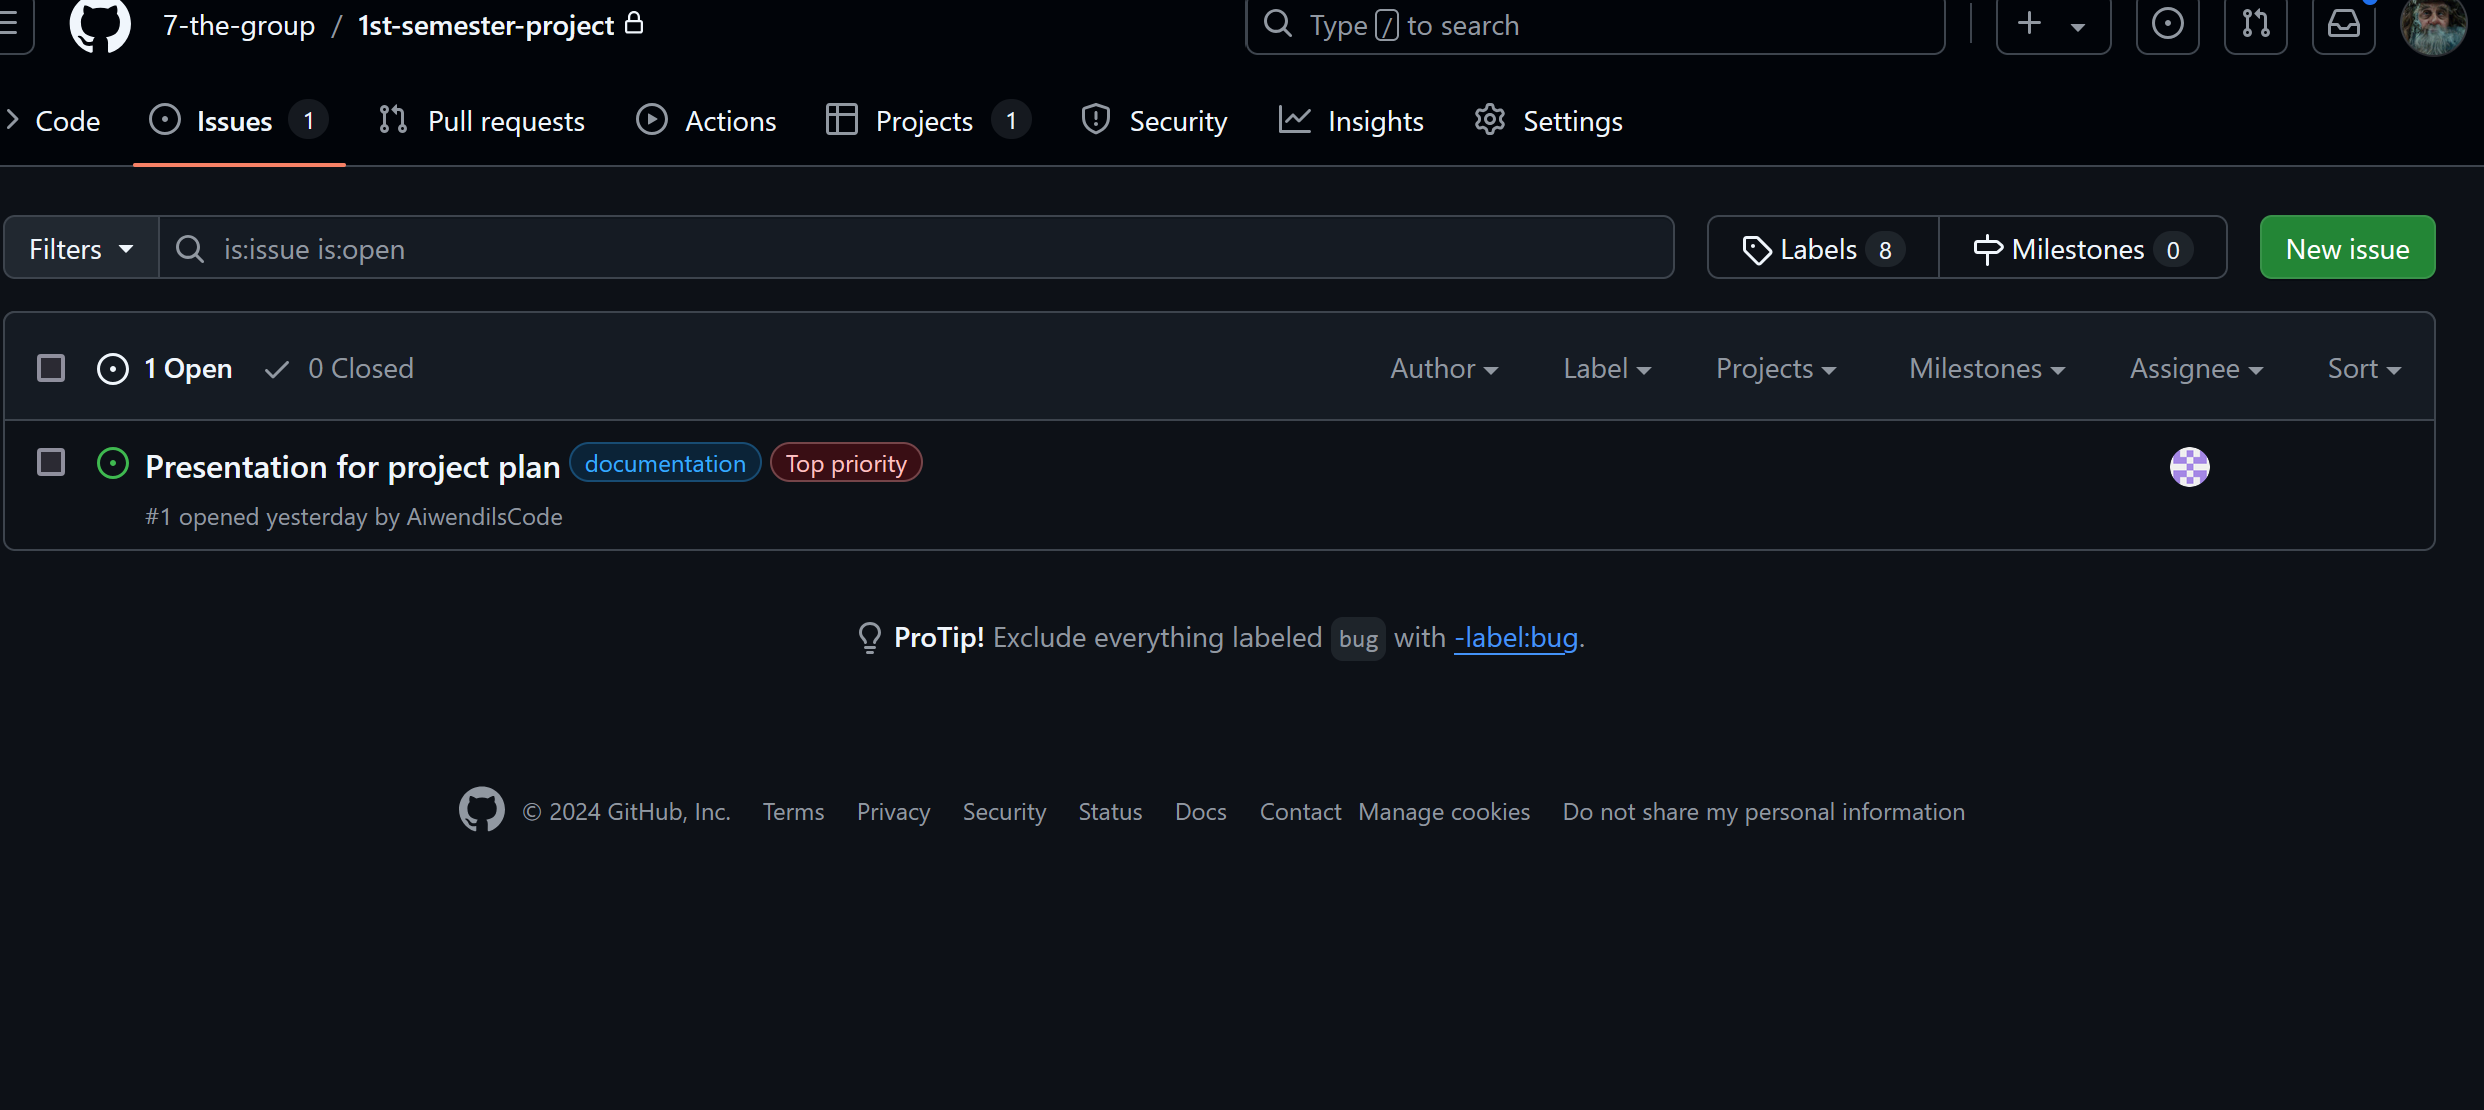 7-the-group / 1st-semester-project
Type / to search
Code Issues 1 Pull requests Actions Projects 1 Security Insights Settings
Filters is:issue is:open Labels 8 Milestones 0 New issue
1 Open 0 Closed Author Label Projects Milestones Assignee Sort
Presentation for project plan documentation Top priority
#1 opened yesterday by AiwendilsCode
ProTip! Exclude everything labeled bug with -label:bug.
© 2024 GitHub, Inc. Terms Privacy Security Status Docs Contact Manage cookies Do not share my personal information